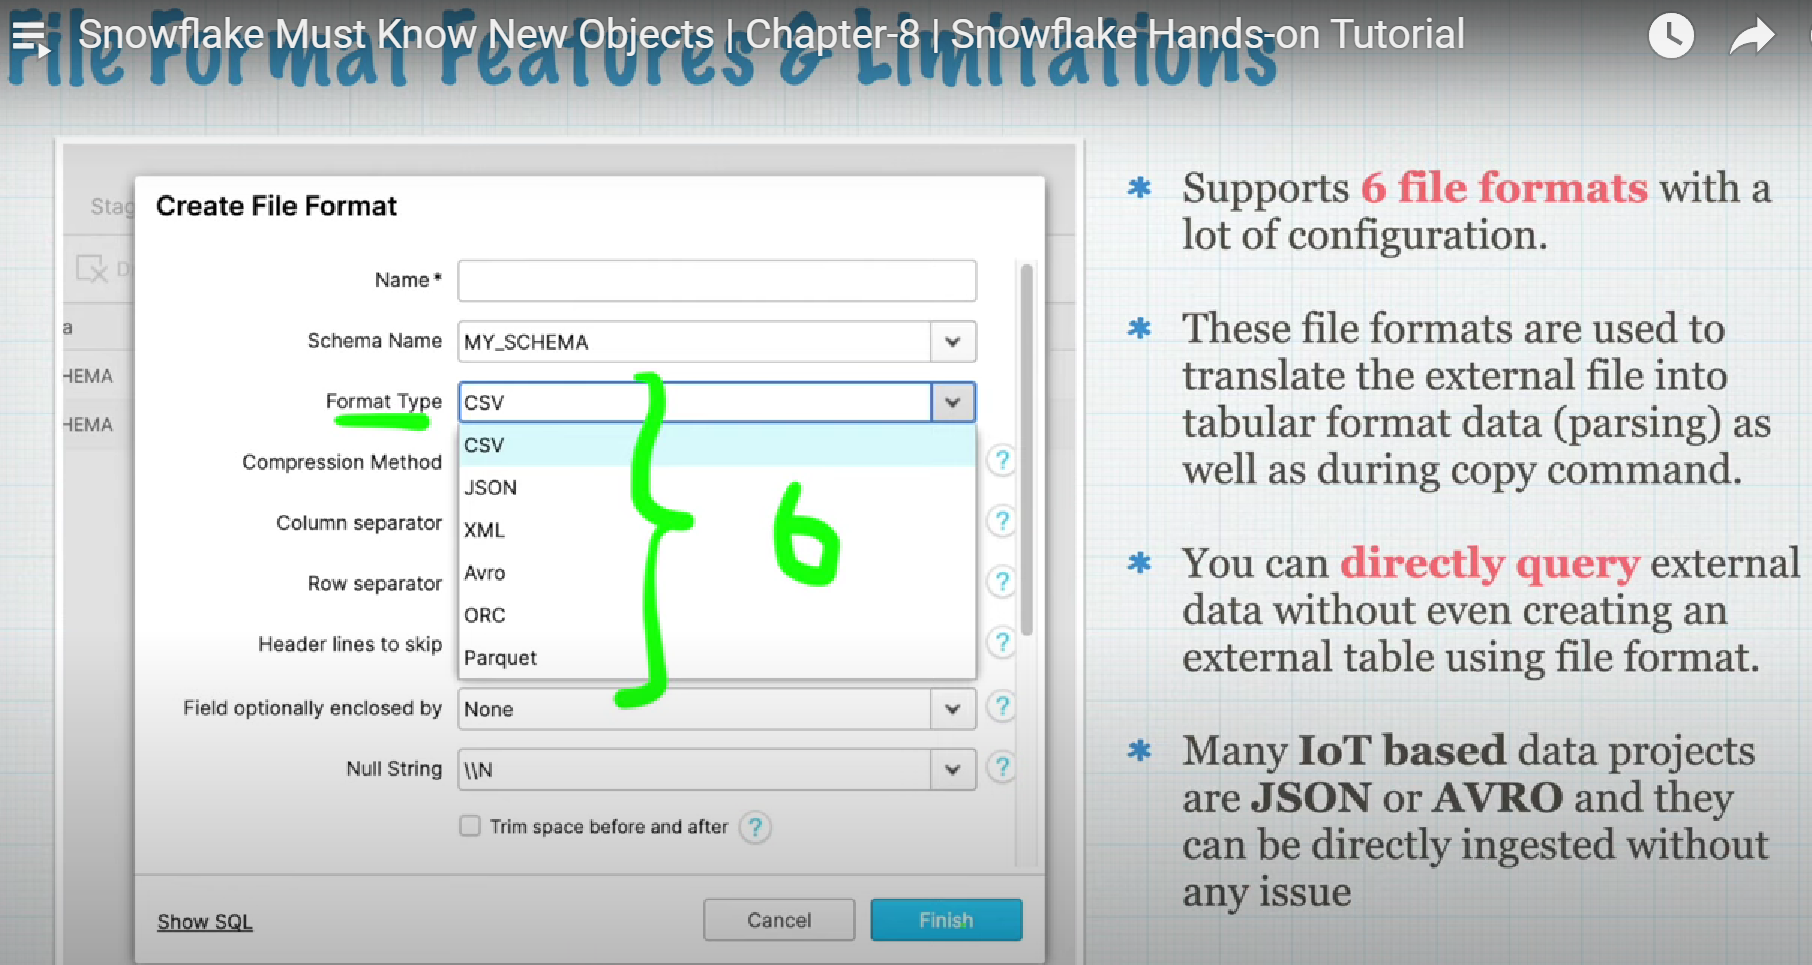 Snowflake Must Know New Objects | Chapter-8 | Snowflake Hands-on Tutorial
File Format Features & Limitations
Create File Format
Name*
Schema Name
MY_SCHEMA
HEMA
Format Type
CSV
HEMA
CSV
Compression Method
?
JSON
Column separator
?
XML
6
Row separator
?
Avro
ORC
Header lines to skip
?
Parquet
Field optionally enclosed by
None
?
Null String
\\N
?
Trim space before and after
?
Show SQL
Cancel
Finish
* Supports 6 file formats with a
lot of configuration.
* These file formats are used to
translate the external file into
tabular format data (parsing) as
well as during copy command.
* You can directly query external
data without even creating an
external table using file format.
* Many IoT based data projects
are JSON or AVRO and they
can be directly ingested without
any issue